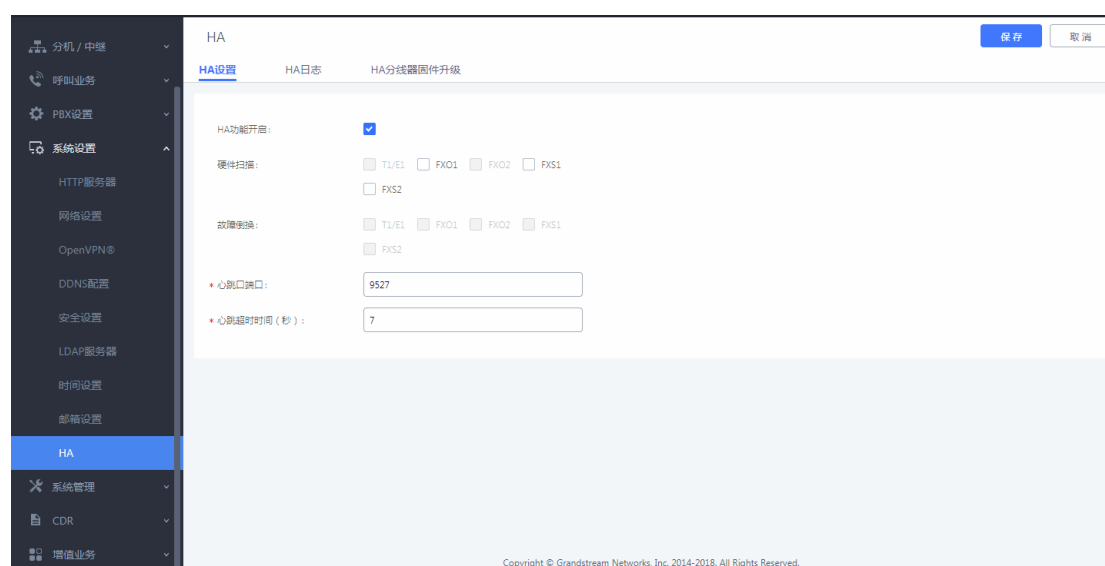 分机 / 中继
呼叫业务
PBX设置
系统设置
HTTP服务器
网络设置
OpenVPN®
DDNS配置
安全设置
LDAP服务器
时间设置
邮箱设置
HA
系统管理
CDR
增值业务
HA
保存 取消
HA设置 HA日志 HA分线器固件升级
HA功能开启:
硬件扫描: T1/E1 FXO1 FXO2 FXS1
FXS2
故障倒换: T1/E1 FXO1 FXO2 FXS1
FXS2
* 心跳口端口: 9527
* 心跳超时时间(秒): 7
Copyright © Grandstream Networks, Inc. 2014-2018. All Rights Reserved.